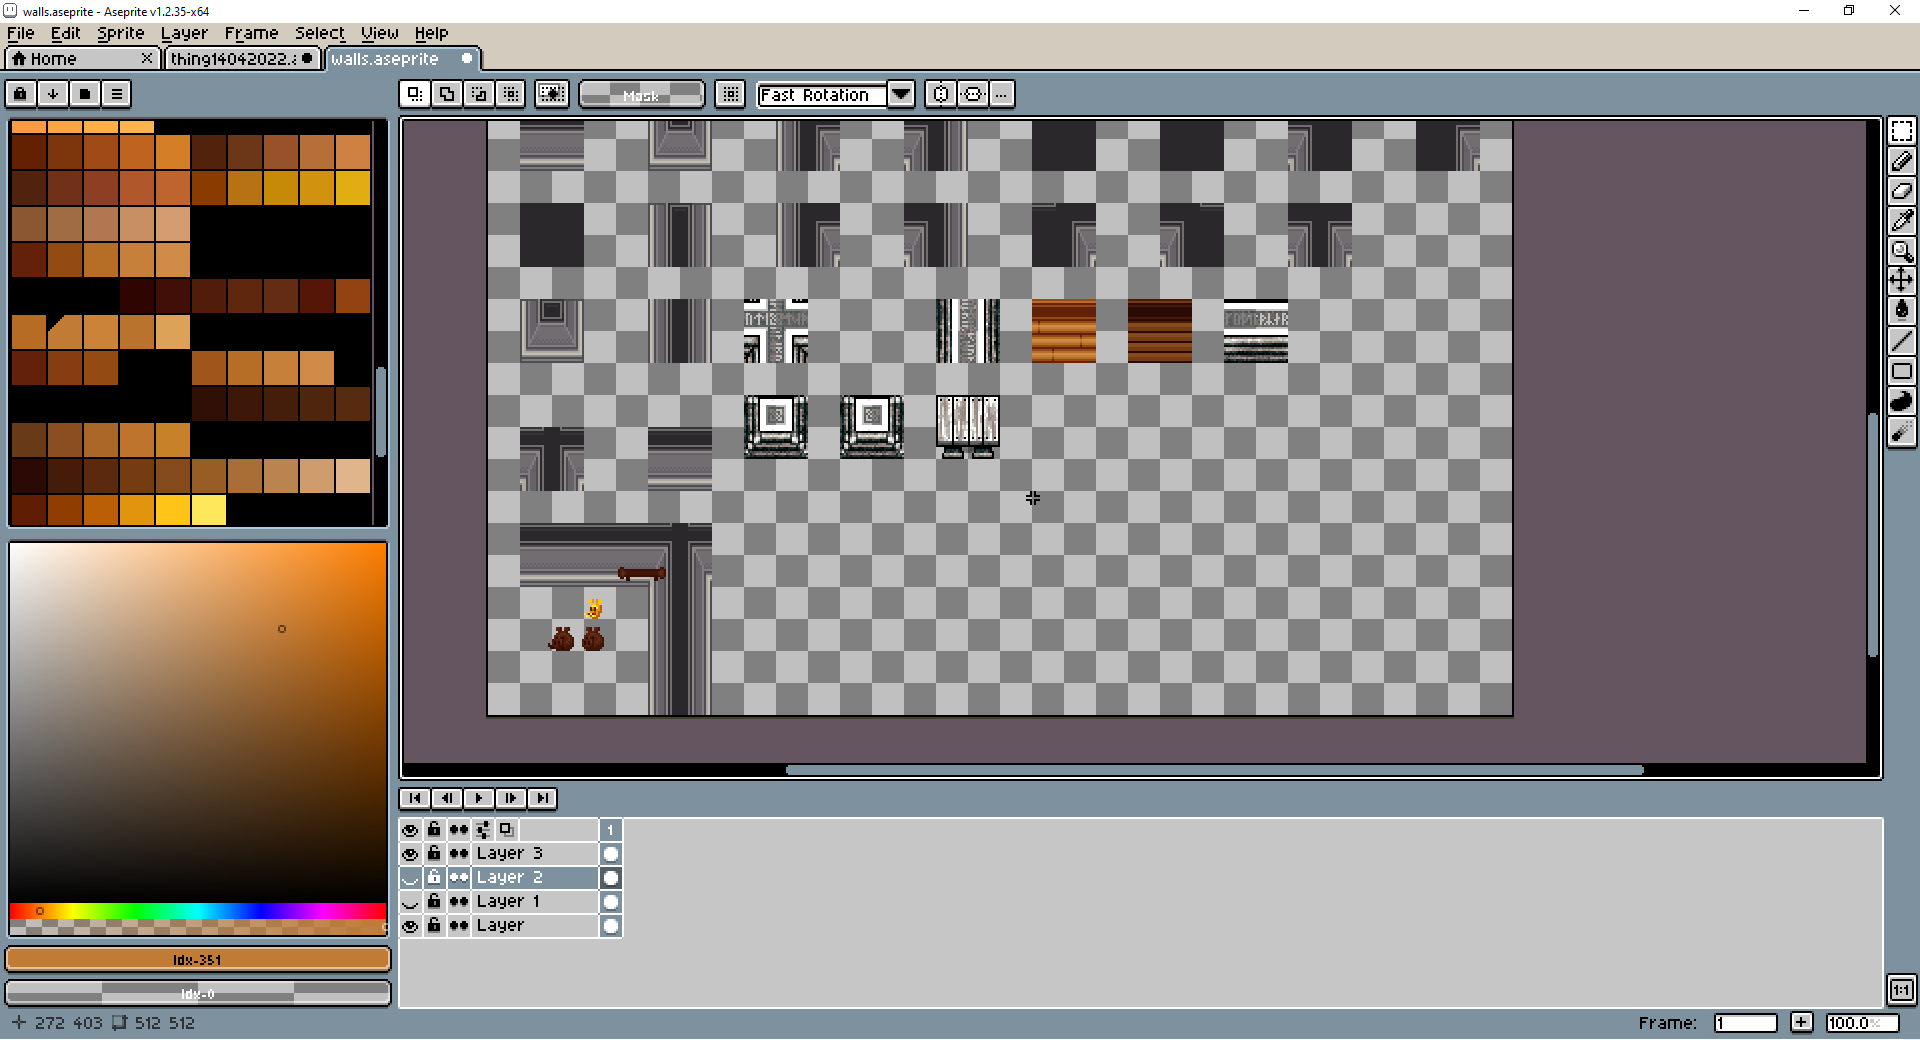 walls.aseprite - Aseprite v1.2.35-x64
File Edit Sprite Layer Frame Select View Help
Home thing14042022.a walls.aseprite
Mask Fast Rotation ...
Idx-351
Idx-0
1
Layer 3
Layer 2
Layer 1
Layer
1:1
272 403 512 512 Frame: 1 + 100.0%